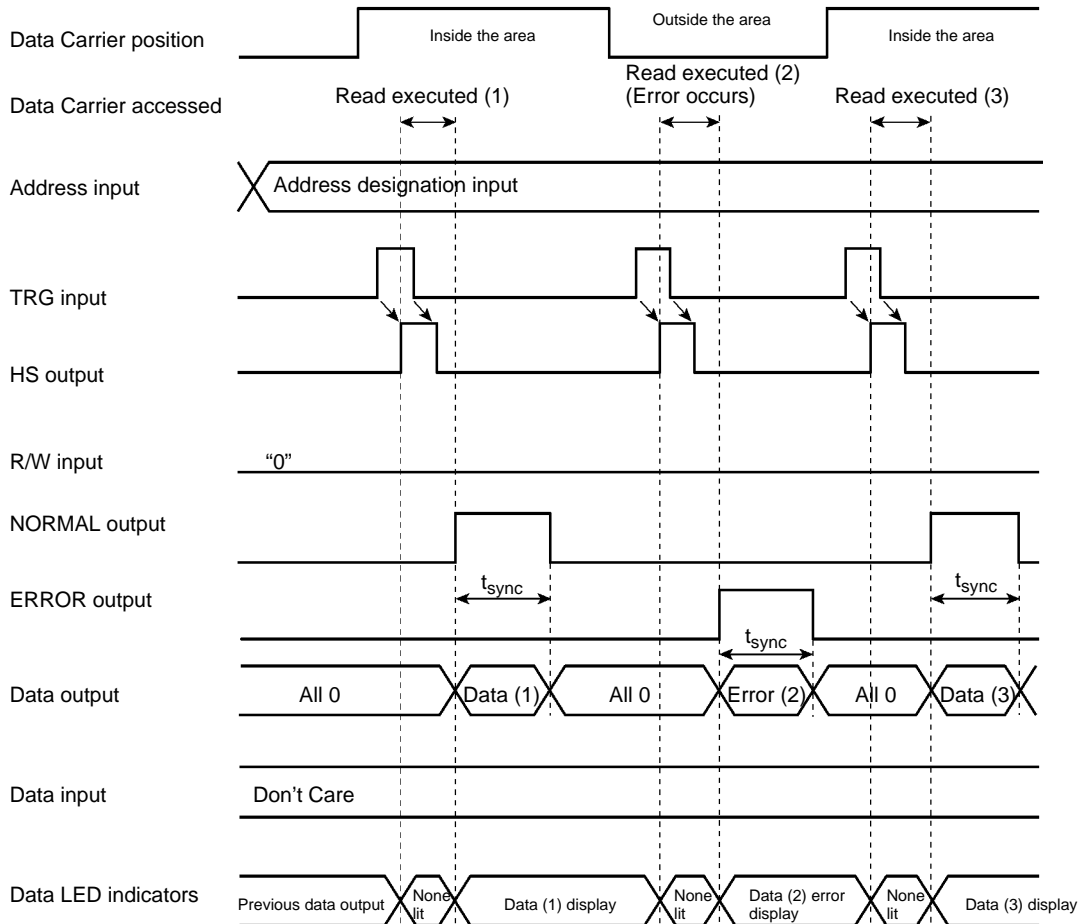 Data Carrier position
Inside the area
Outside the area
Inside the area
Data Carrier accessed
Read executed (1)
Read executed (2)
(Error occurs)
Read executed (3)
Address input
Address designation input
TRG input
HS output
R/W input
“0”
NORMAL output
tsync
tsync
ERROR output
tsync
Data output
All 0
Data (1)
All 0
Error (2)
All 0
Data (3)
Data input
Don’t Care
Data LED indicators
Previous data output
None
lit
Data (1) display
None
lit
Data (2) error
display
None
lit
Data (3) display